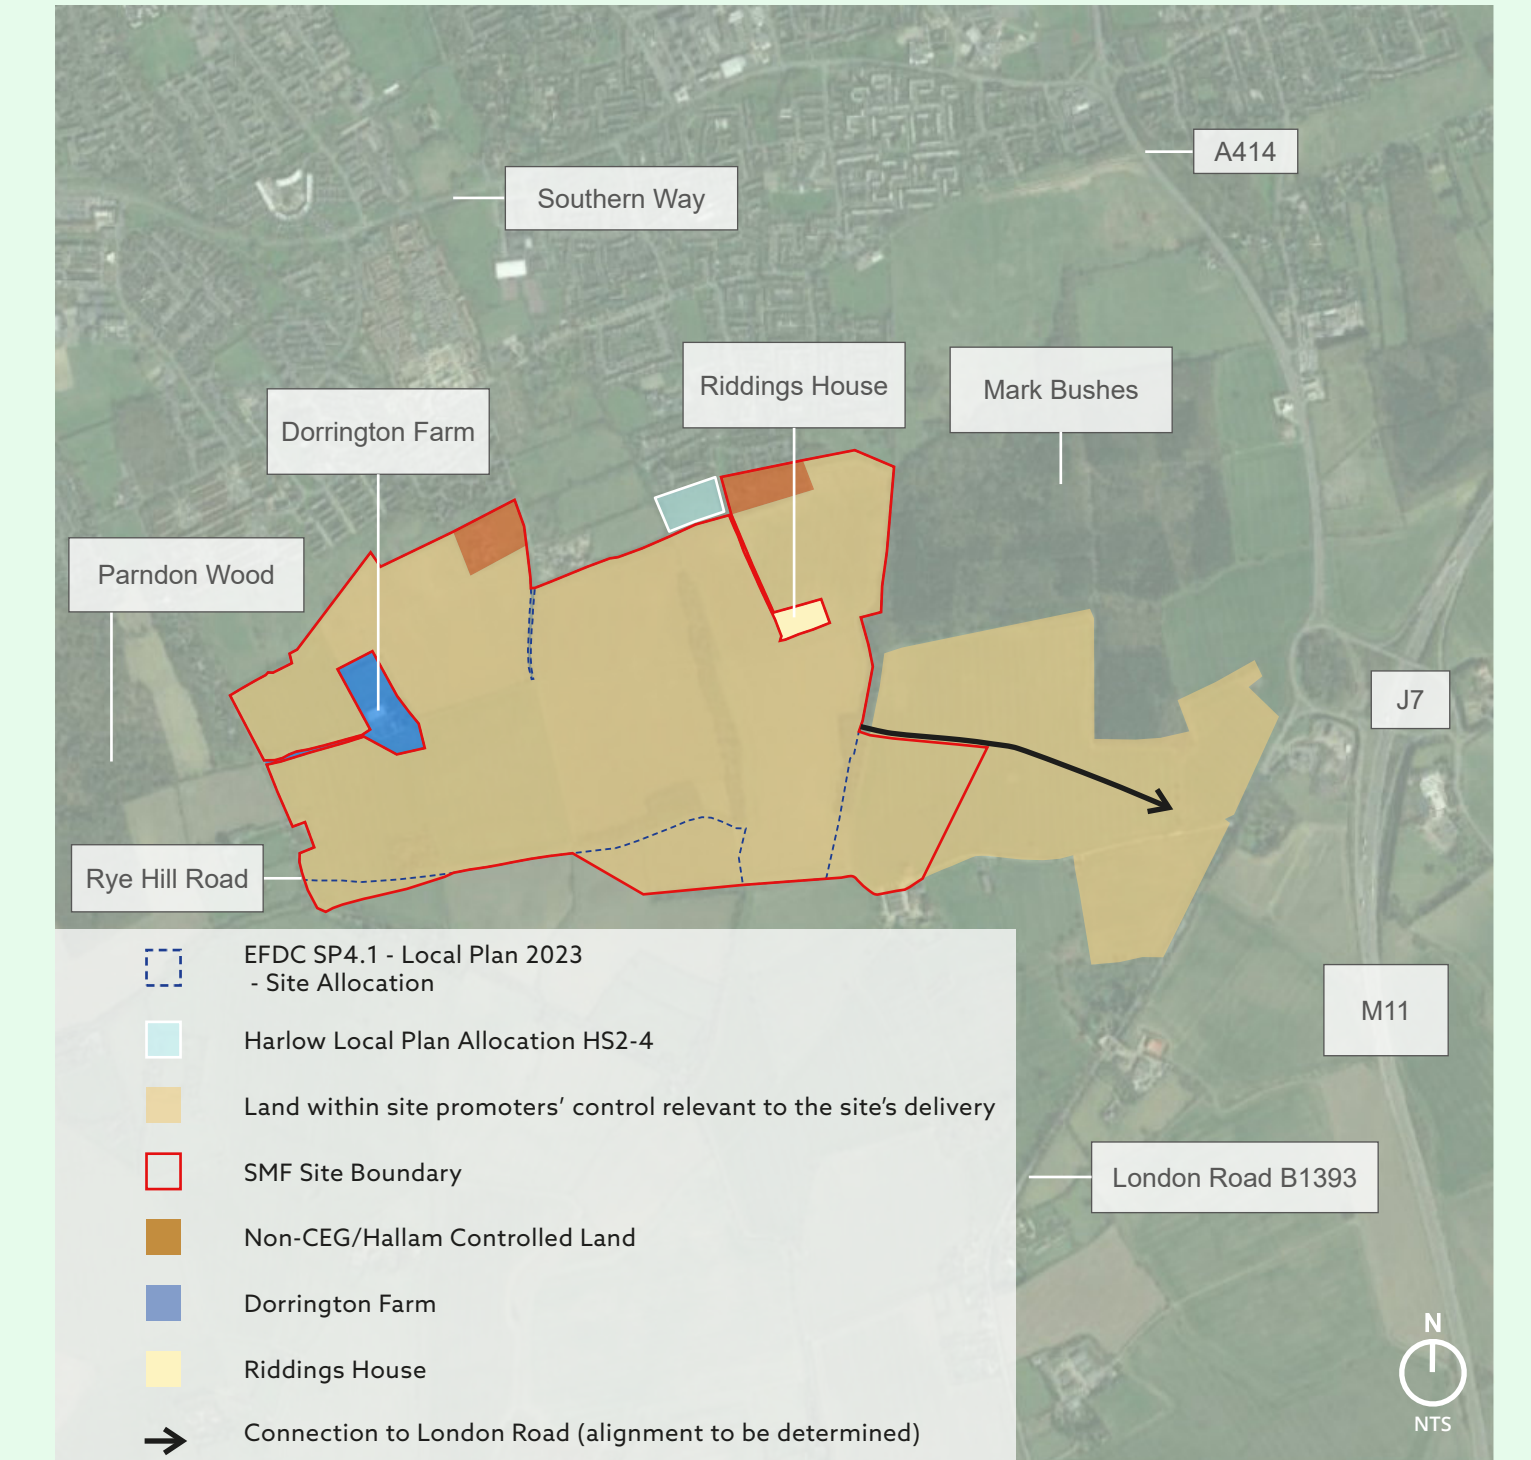 A414
Southern Way
Riddings House
Mark Bushes
Dorrington Farm
Parndon Wood
J7
Rye Hill Road
M11
London Road B1393
EFDC SP4.1 - Local Plan 2023
- Site Allocation
Harlow Local Plan Allocation HS2-4
Land within site promoters’ control relevant to the site’s delivery
SMF Site Boundary
Non-CEG/Hallam Controlled Land
Dorrington Farm
Riddings House
Connection to London Road (alignment to be determined)
N
NTS